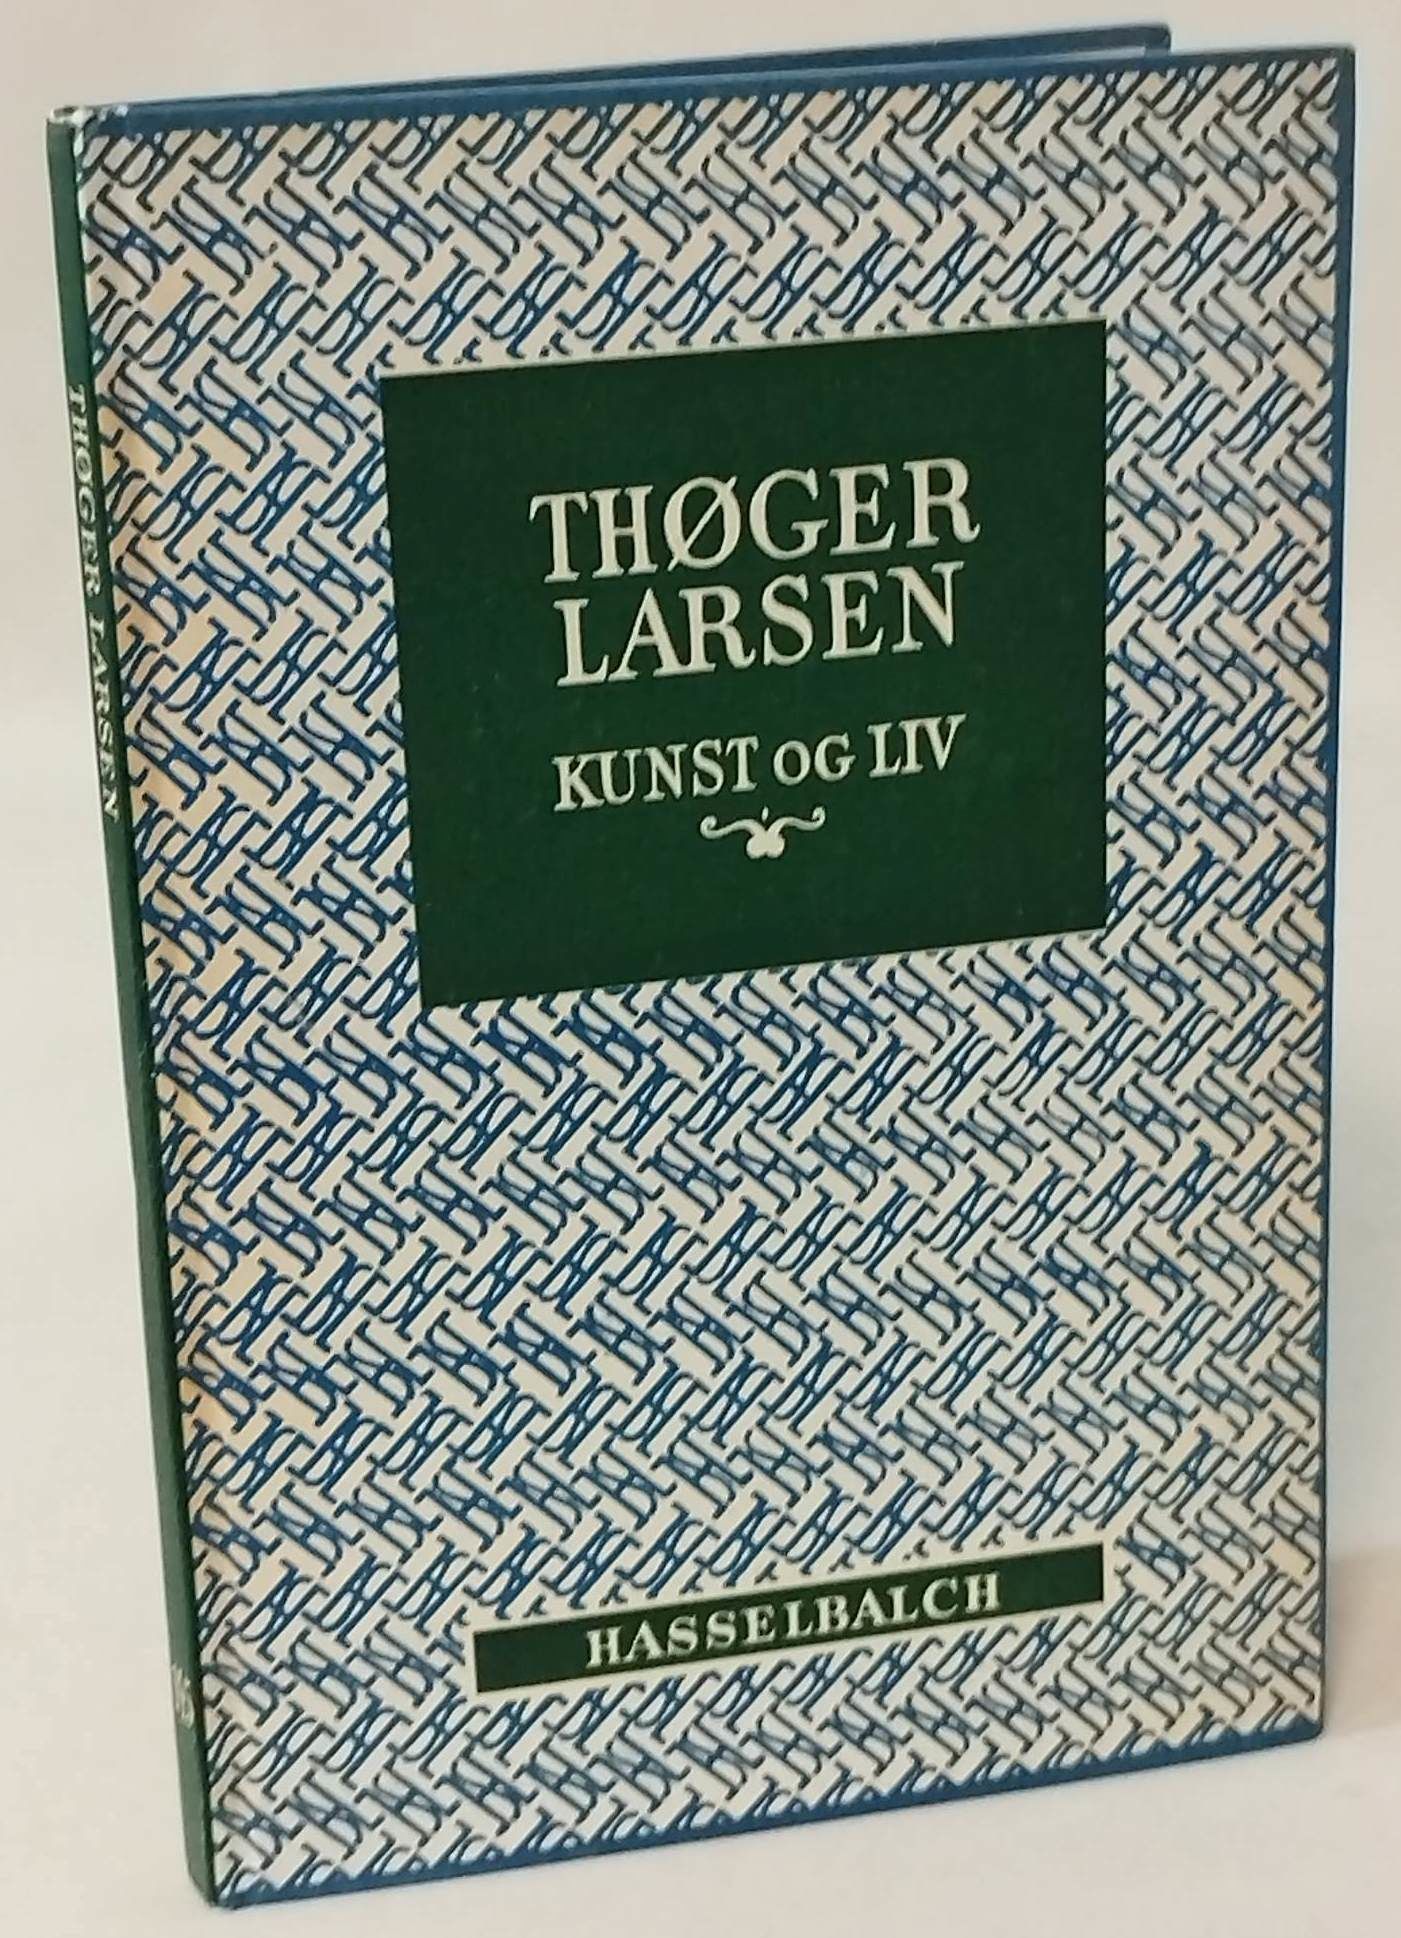 THØGER
LARSEN
KUNST OG LIV
HASSELBALCH
THØGER LARSEN